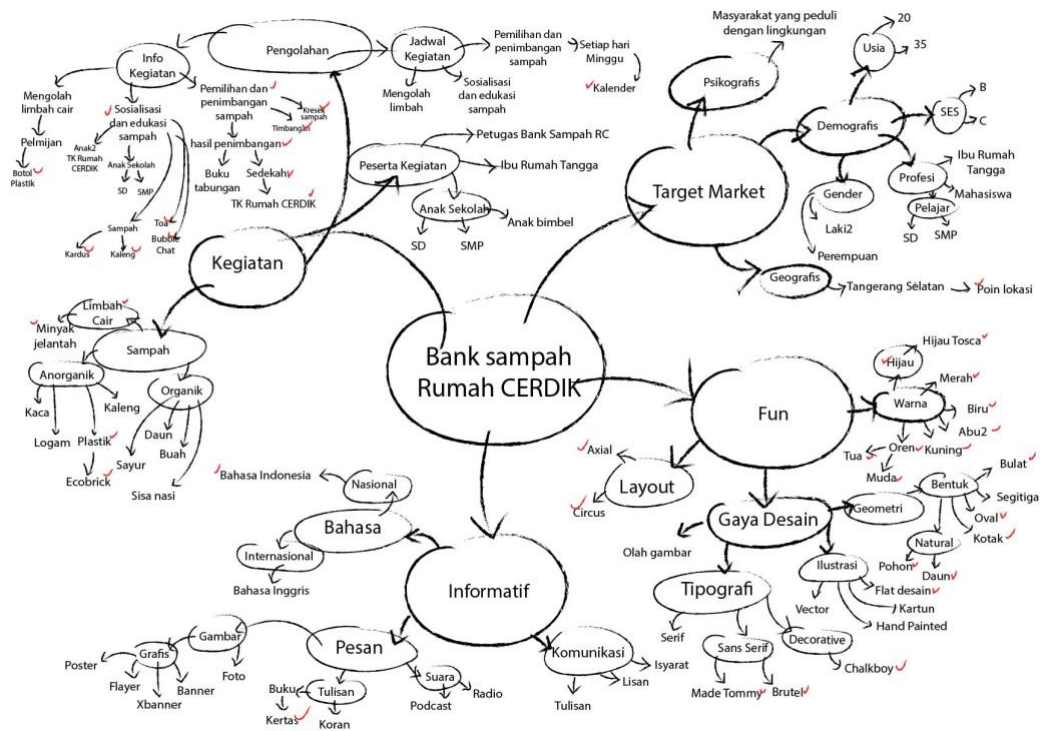 Bank sampah
Rumah CERDIK
Kegiatan
Pengolahan
Info
Kegiatan
Mengolah
limbah cair
Pelmijan
Botol
Plastik
Sosialisasi
dan edukasi
sampah
Anak2
TK Rumah
CERDIK
Anak Sekolah
SD
SMP
Sampah
Kardus
Kaleng
Toa
Bubble
Chat
Pemilihan dan
penimbangan
sampah
Kresek
sampah
Timbangan
hasil penimbangan
Buku
tabungan
Sedekah
TK Rumah CERDIK
Jadwal
Kegiatan
Mengolah
limbah
Sosialisasi
dan edukasi
sampah
Pemilihan dan
penimbangan
sampah
Setiap hari
Minggu
Kalender
Peserta Kegiatan
Petugas Bank Sampah RC
Ibu Rumah Tangga
Anak Sekolah
Anak bimbel
SD
SMP
Sampah
Limbah
Cair
Minyak
jelantah
Anorganik
Kaca
Logam
Plastik
Ecobrick
Kaleng
Organik
Sayur
Daun
Buah
Sisa nasi
Target Market
Psikografis
Masyarakat yang peduli
dengan lingkungan
Demografis
Usia
20
35
SES
B
C
Profesi
Ibu Rumah
Tangga
Mahasiswa
Pelajar
SD
SMP
Gender
Laki2
Perempuan
Geografis
Tangerang Selatan
Poin lokasi
Fun
Warna
Hijau
Hijau Tosca
Merah
Biru
Abu2
Kuning
Oren
Tua
Muda
Layout
Axial
Circus
Gaya Desain
Olah gambar
Geometri
Bentuk
Bulat
Segitiga
Oval
Kotak
Natural
Pohon
Daun
Ilustrasi
Flat desain
Kartun
Hand Painted
Vector
Tipografi
Serif
Sans Serif
Made Tommy
Brutel
Decorative
Chalkboy
Informatif
Bahasa
Nasional
Bahasa Indonesia
Internasional
Bahasa Inggris
Pesan
Gambar
Grafis
Poster
Flayer
Xbanner
Banner
Foto
Tulisan
Buku
Kertas
Koran
Suara
Podcast
Radio
Komunikasi
Isyarat
Lisan
Tulisan